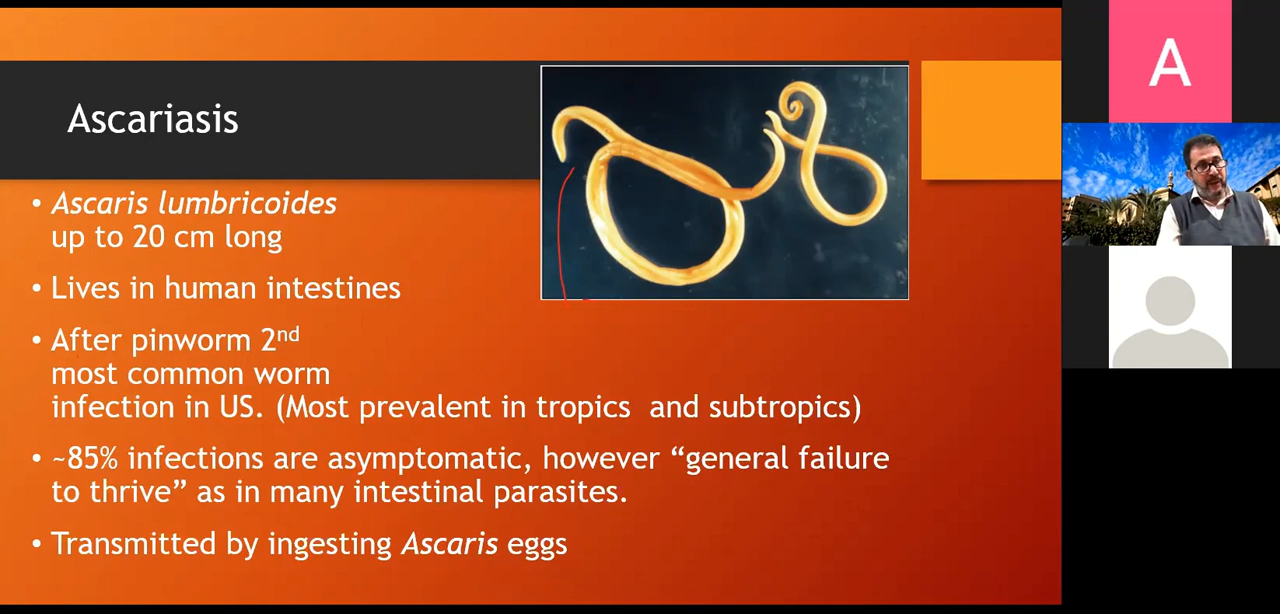 Ascariasis
• Ascaris lumbricoides
up to 20 cm long
• Lives in human intestines
• After pinworm 2nd
most common worm
infection in US. (Most prevalent in tropics  and subtropics)
• ~85% infections are asymptomatic, however “general failure
to thrive” as in many intestinal parasites.
• Transmitted by ingesting Ascaris eggs
A